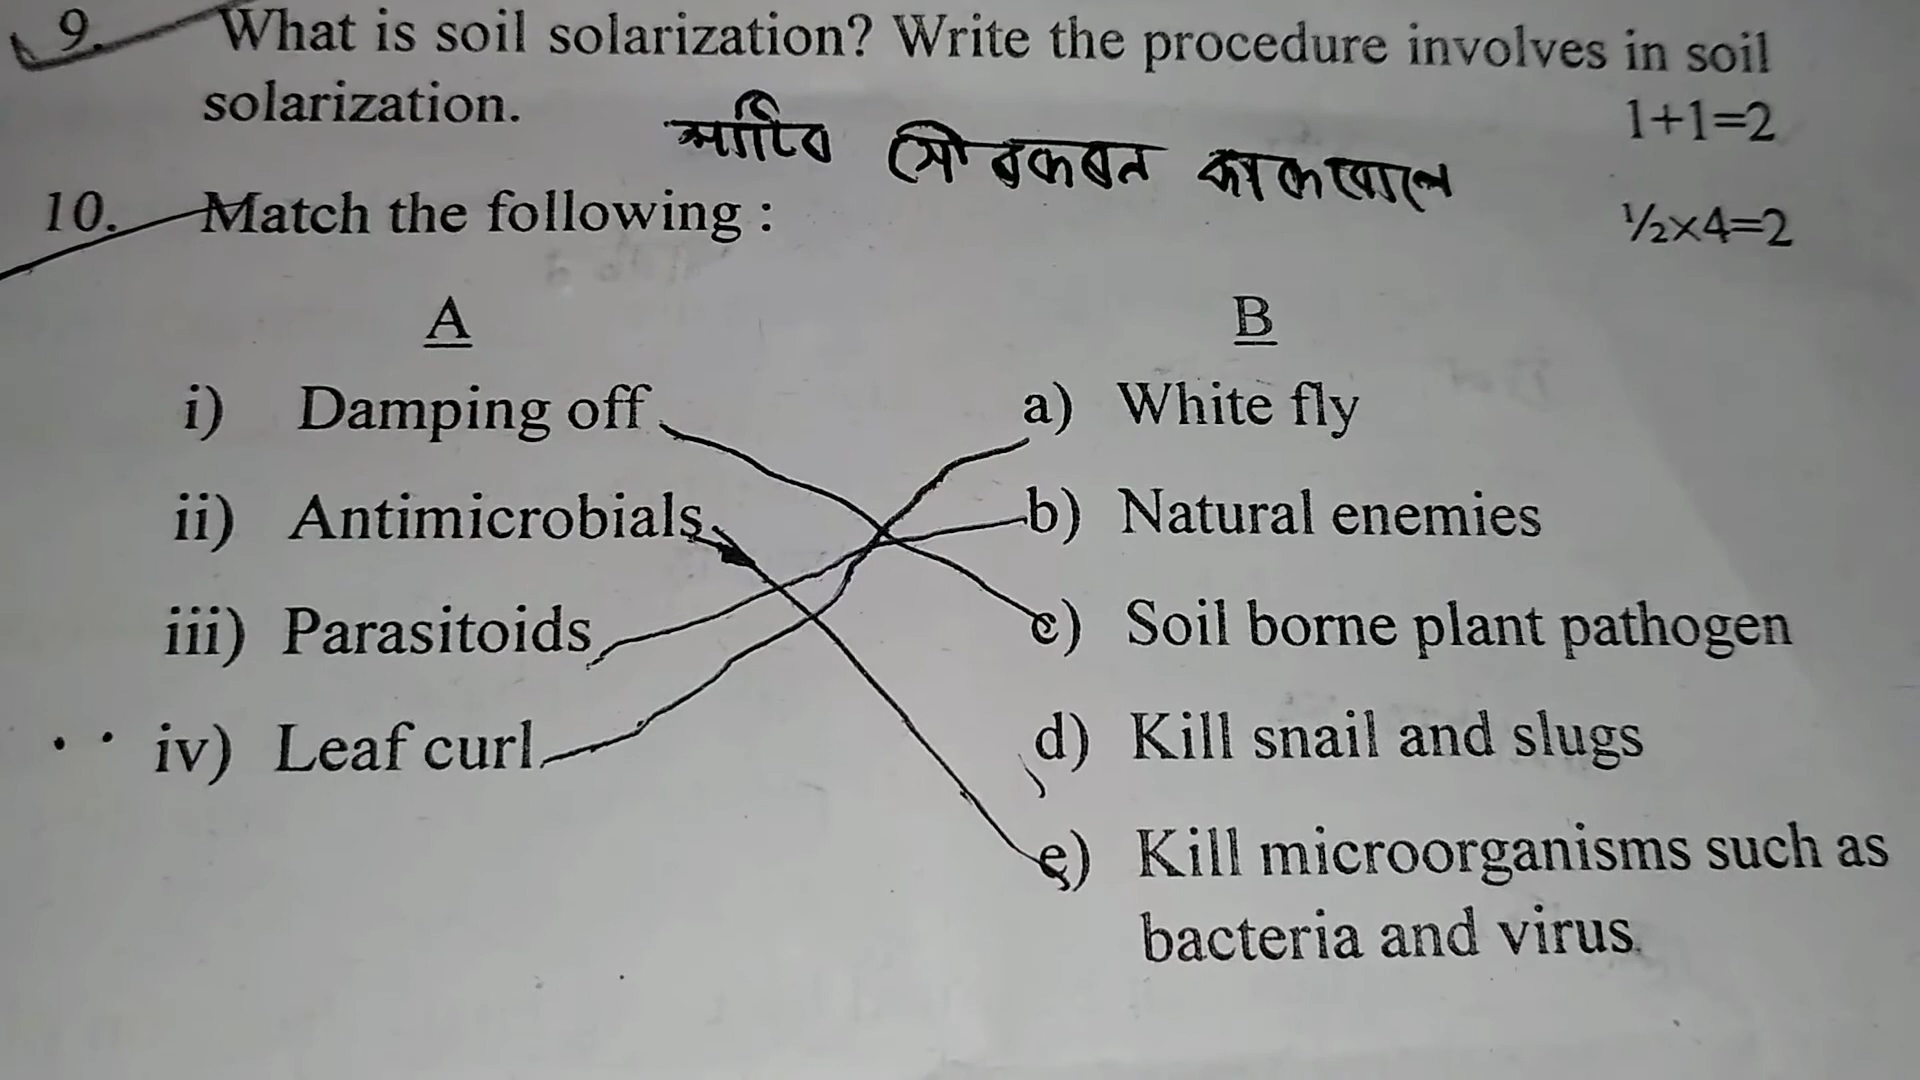 9. What is soil solarization? Write the procedure involves in soil
solarization. 1+1=2
মাটিৰ সৌৰকৰন কাক বোলে
10. Match the following : ½×4=2
A B
i) Damping off a) White fly
ii) Antimicrobials b) Natural enemies
iii) Parasitoids c) Soil borne plant pathogen
iv) Leaf curl d) Kill snail and slugs
e) Kill microorganisms such as
bacteria and virus.